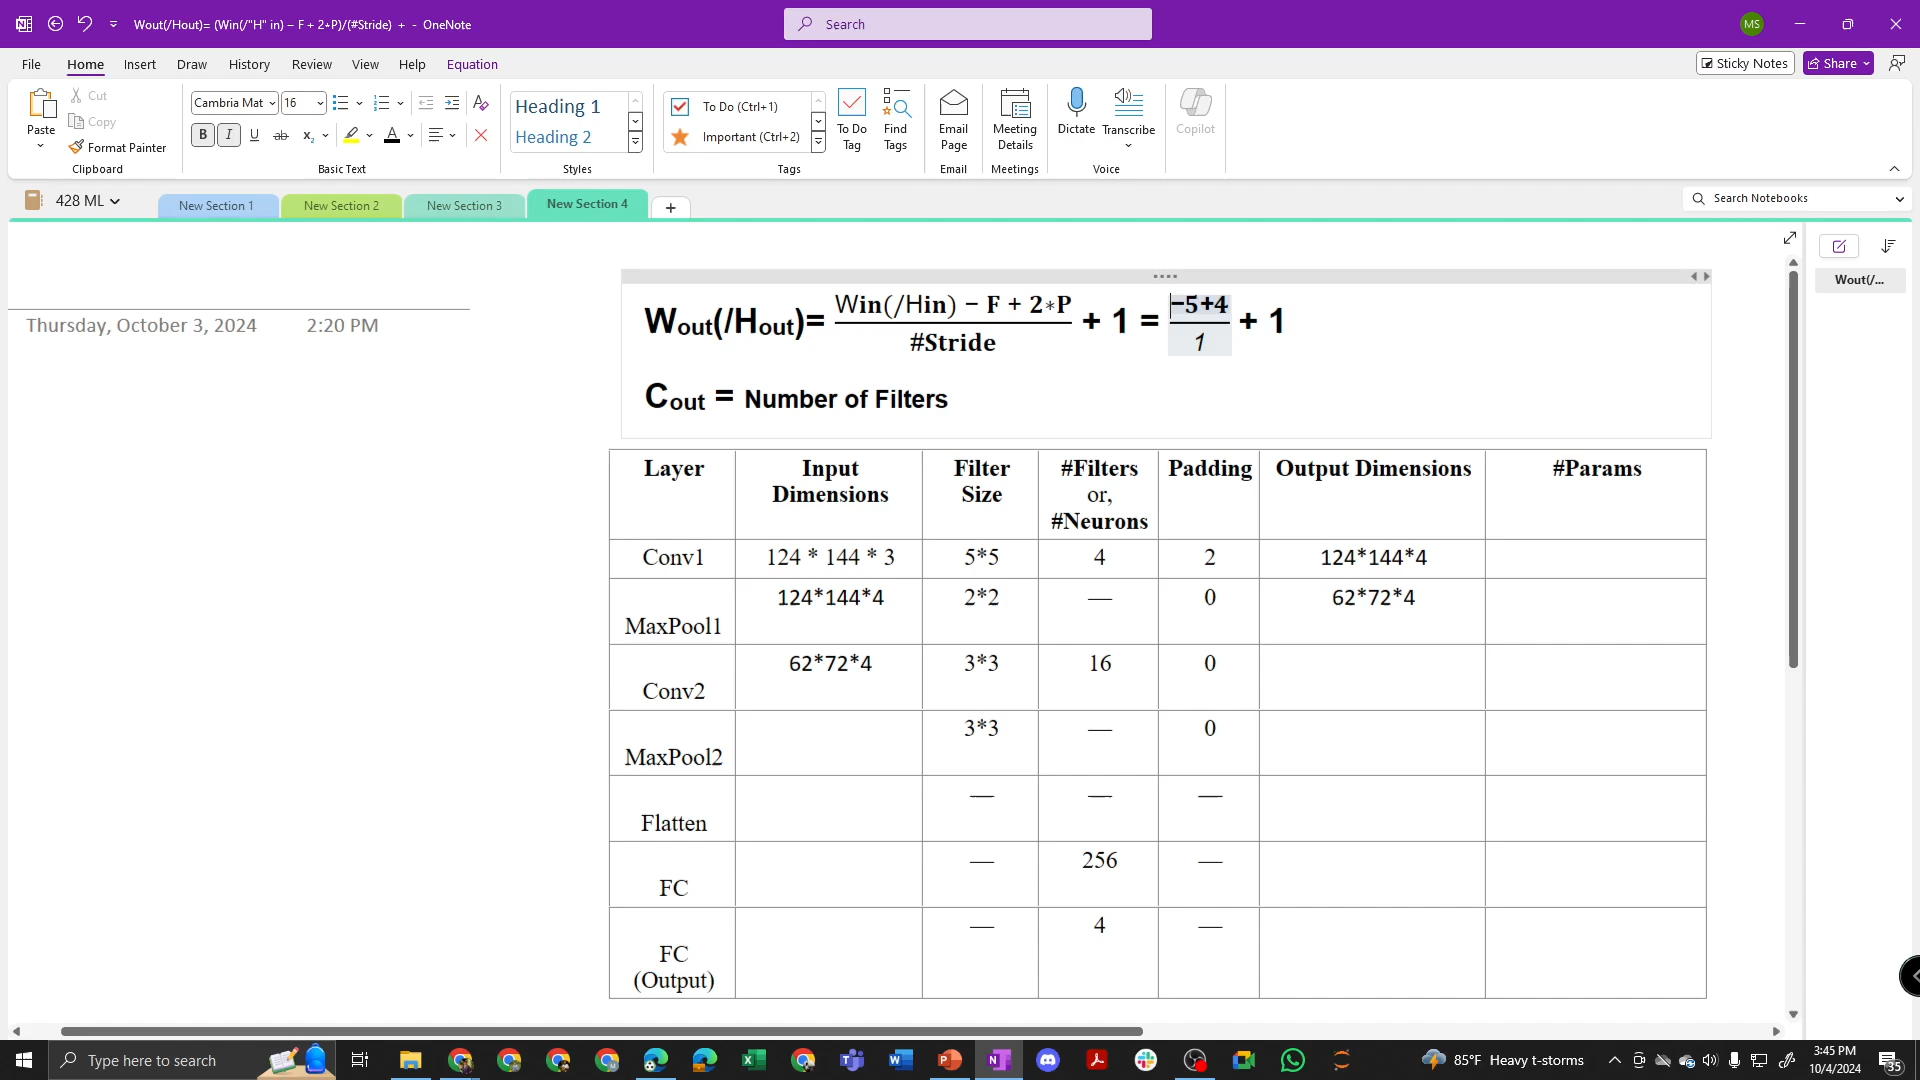 Wout(/Hout)= (Win(/"H" in) − F + 2∗P)/(#Stride) + - OneNote
Search
MS
File Home Insert Draw History Review View Help Equation
Sticky Notes Share
Paste
Cut
Copy
Format Painter
Clipboard
Cambria Mat 16
B I U ab x₂ A
Basic Text
Heading 1
Heading 2
Styles
To Do (Ctrl+1)
Important (Ctrl+2)
Tags
To Do Tag
Find Tags
Email Page
Email
Meeting Details
Meetings
Dictate
Transcribe
Voice
Copilot
428 ML
New Section 1 New Section 2 New Section 3 New Section 4 +
Search Notebooks
Wout(/...
Thursday, October 3, 2024 2:20 PM
Win(/Hin) − F + 2∗P −5+4
Wout(/Hout)= + 1 = + 1
#Stride 1
Cout = Number of Filters
Layer Input Dimensions Filter Size #Filters or, #Neurons Padding Output Dimensions #Params
Conv1 124 * 144 * 3 5*5 4 2 124*144*4
MaxPool1 124*144*4 2*2 — 0 62*72*4
Conv2 62*72*4 3*3 16 0
MaxPool2 3*3 — 0
Flatten — — —
FC — 256 —
FC (Output) — 4 —
Type here to search
85°F Heavy t-storms
3:45 PM
10/4/2024
35